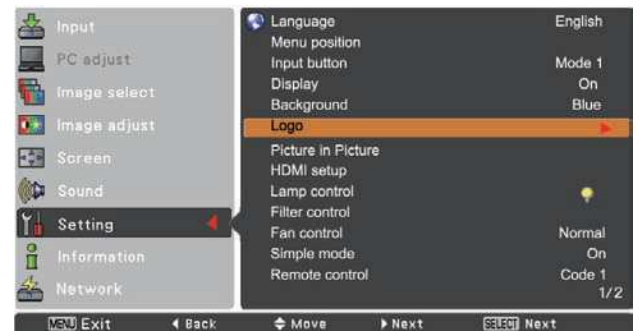 Input
PC adjust
Image select
Image adjust
Screen
Sound
Setting
Information
Network
Language English
Menu position
Input button Mode 1
Display On
Background Blue
Logo
Picture in Picture
HDMI setup
Lamp control
Filter control
Fan control Normal
Simple mode On
Remote control Code 1
1/2
MENU Exit Back Move Next SELECT Next